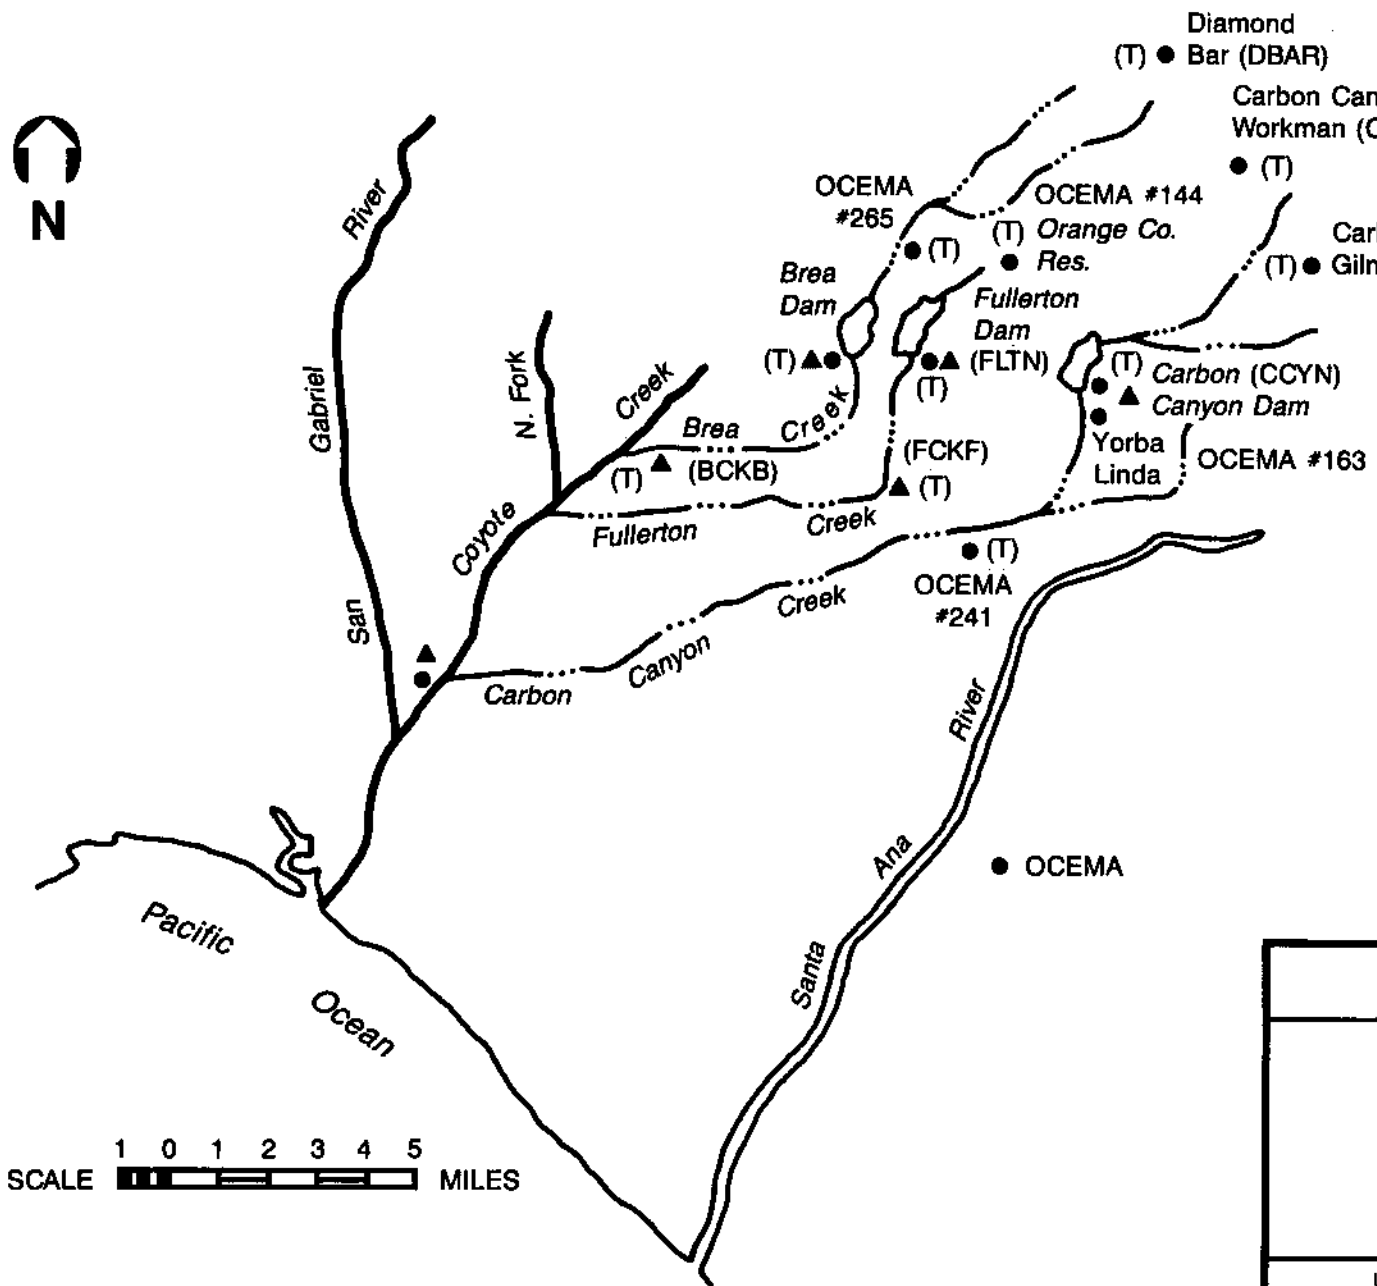 Diamond
(T) Bar (DBAR)
Carbon Can
Workman (C
(T)
N
River
OCEMA
#265
OCEMA #144
(T) Orange Co.
Res.
(T)
Carl
(T) Giln
Brea
Dam
Fullerton
Dam
(T)
(FLTN)
(T)
(T)
Carbon (CCYN)
Canyon Dam
Yorba
Linda
OCEMA #163
Gabriel
N. Fork
Creek
Brea
Creek
(T)
(BCKB)
(FCKF)
(T)
Coyote
Fullerton
Creek
(T)
OCEMA
#241
San
Carbon
Canyon
Creek
River
Ana
Santa
OCEMA
Pacific
Ocean
1 0 1 2 3 4 5
SCALE MILES